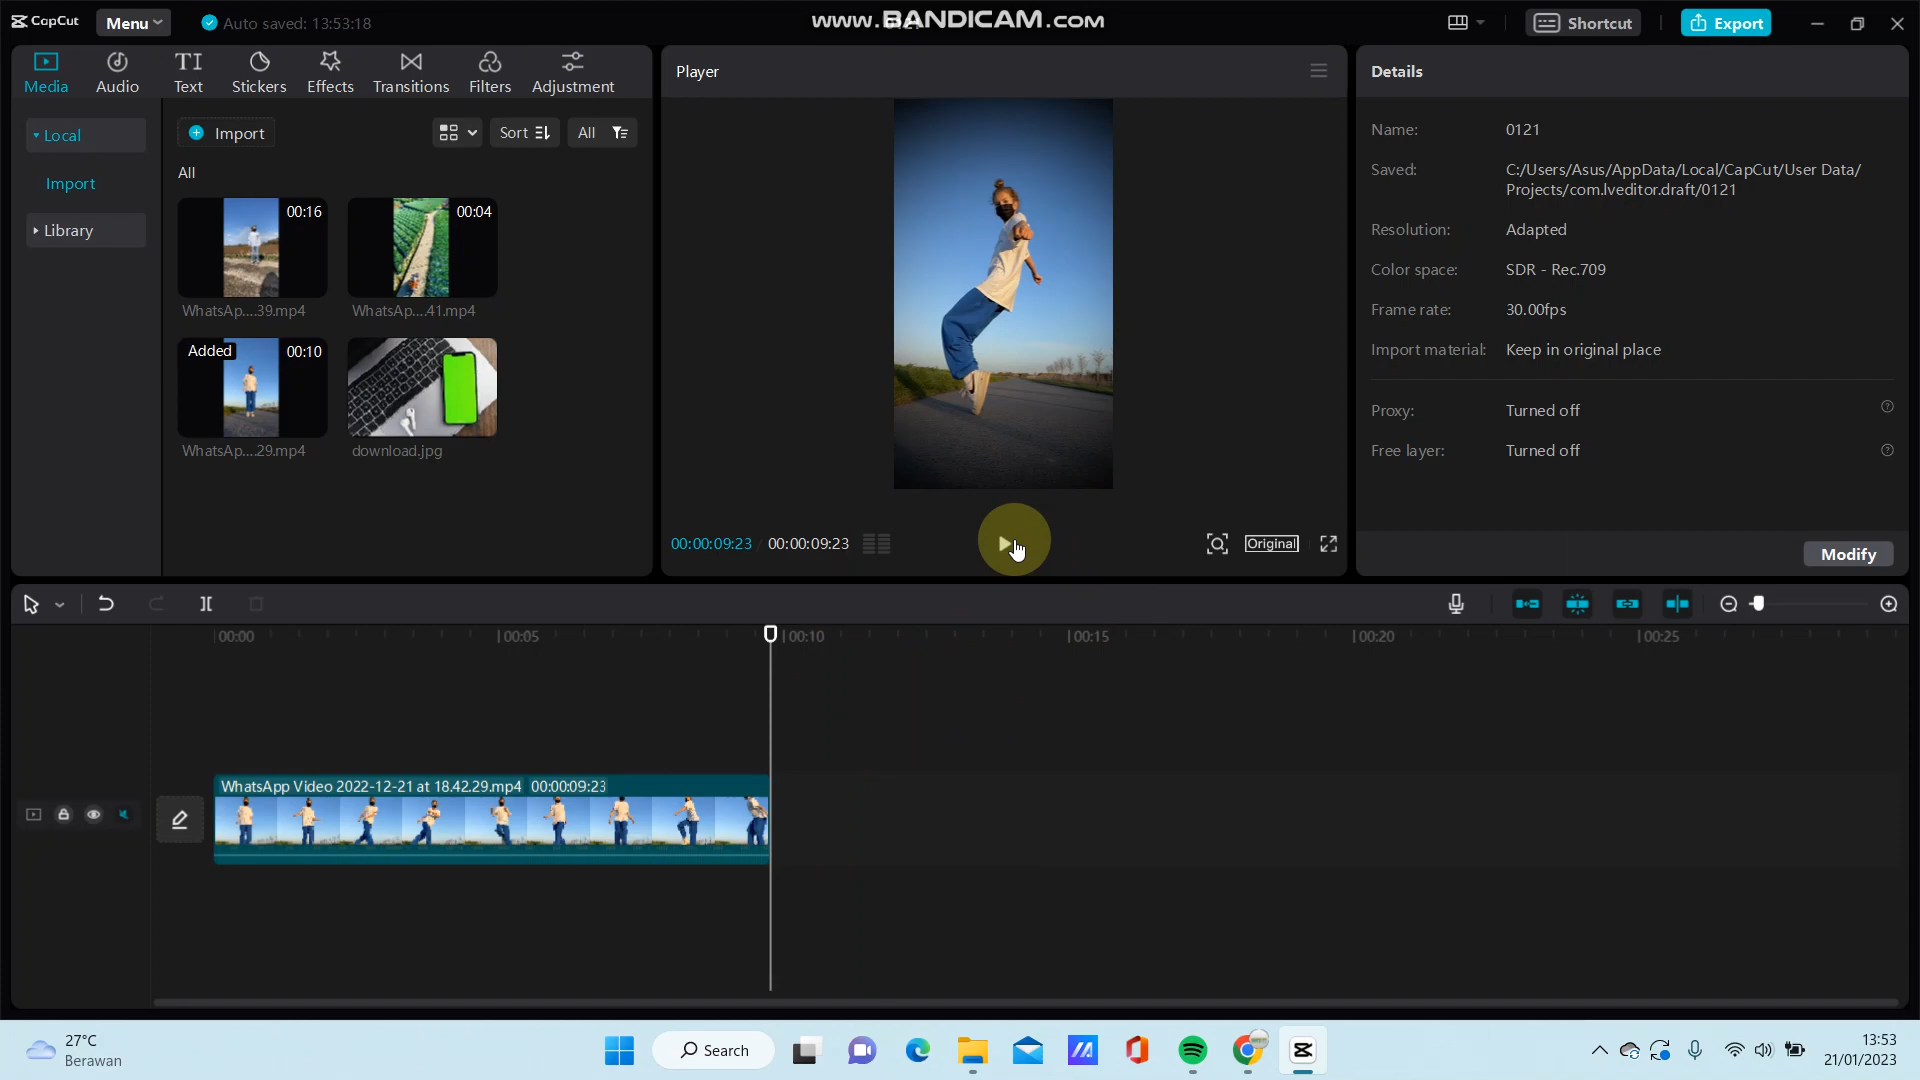 CapCut Menu Auto saved: 13:53:18 www.BANDICAM.com Shortcut Export
Media Audio Text Stickers Effects Transitions Filters Adjustment
Local
Import
Library
Import Sort All
All
00:16 00:04
WhatsAp....39.mp4 WhatsAp....41.mp4
Added 00:10
WhatsAp....29.mp4 download.jpg
Player
00:00:09:23 / 00:00:09:23 Original
Details
Name: 0121
Saved: C:/Users/Asus/AppData/Local/CapCut/User Data/
Projects/com.lveditor.draft/0121
Resolution: Adapted
Color space: SDR - Rec.709
Frame rate: 30.00fps
Import material: Keep in original place
Proxy: Turned off
Free layer: Turned off
Modify
00:00 00:05 00:10 00:15 00:20 00:25
WhatsApp Video 2022-12-21 at 18.42.29.mp4 00:00:09:23
27°C
Berawan
Search
13:53
21/01/2023